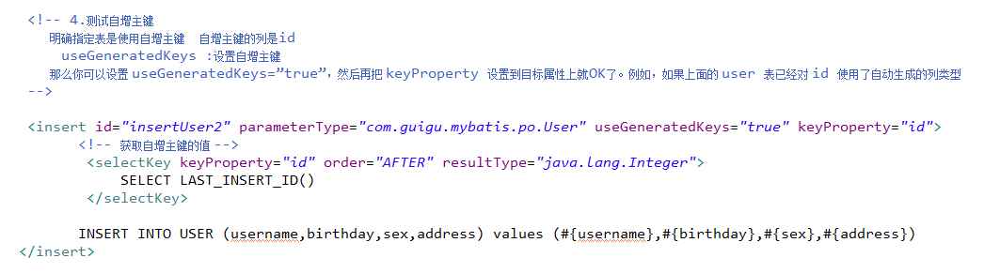 <!-- 4.测试自增主键
明确指定表是使用自增主键 自增主键的列是id
useGeneratedKeys :设置自增主键
那么你可以设置 useGeneratedKeys=”true”，然后再把 keyProperty 设置到目标属性上就OK了。例如，如果上面的 user 表已经对 id 使用了自动生成的列类型
-->
<insert id="insertUser2" parameterType="com.guigu.mybatis.po.User" useGeneratedKeys="true" keyProperty="id">
<!-- 获取自增主键的值 -->
<selectKey keyProperty="id" order="AFTER" resultType="java.lang.Integer">
SELECT LAST_INSERT_ID()
</selectKey>
INSERT INTO USER (username,birthday,sex,address) values (#{username},#{birthday},#{sex},#{address})
</insert>